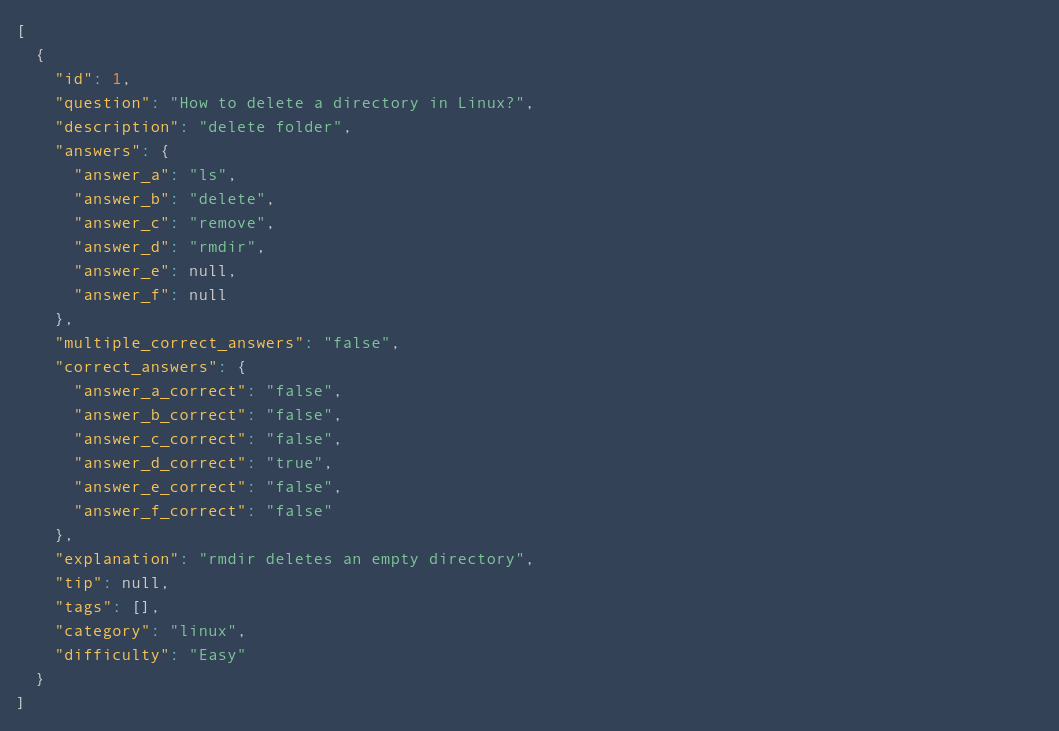 [
  {
    "id": 1,
    "question": "How to delete a directory in Linux?",
    "description": "delete folder",
    "answers": {
      "answer_a": "ls",
      "answer_b": "delete",
      "answer_c": "remove",
      "answer_d": "rmdir",
      "answer_e": null,
      "answer_f": null
    },
    "multiple_correct_answers": "false",
    "correct_answers": {
      "answer_a_correct": "false",
      "answer_b_correct": "false",
      "answer_c_correct": "false",
      "answer_d_correct": "true",
      "answer_e_correct": "false",
      "answer_f_correct": "false"
    },
    "explanation": "rmdir deletes an empty directory",
    "tip": null,
    "tags": [],
    "category": "linux",
    "difficulty": "Easy"
  }
]